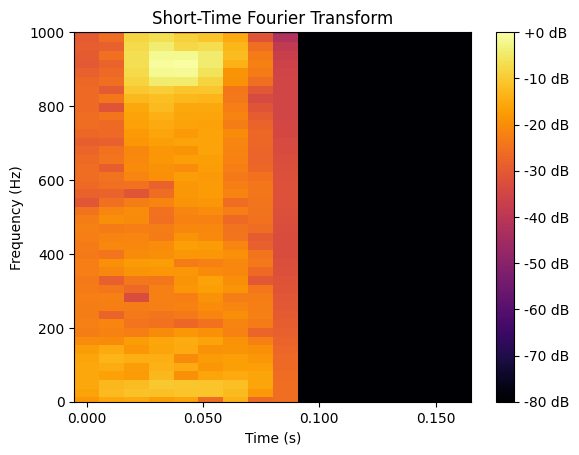 Short-Time Fourier Transform
1000
800
600
400
200
0
Frequency (Hz)
0.000
0.050
0.100
0.150
Time (s)
+0 dB
-10 dB
-20 dB
-30 dB
-40 dB
-50 dB
-60 dB
-70 dB
-80 dB